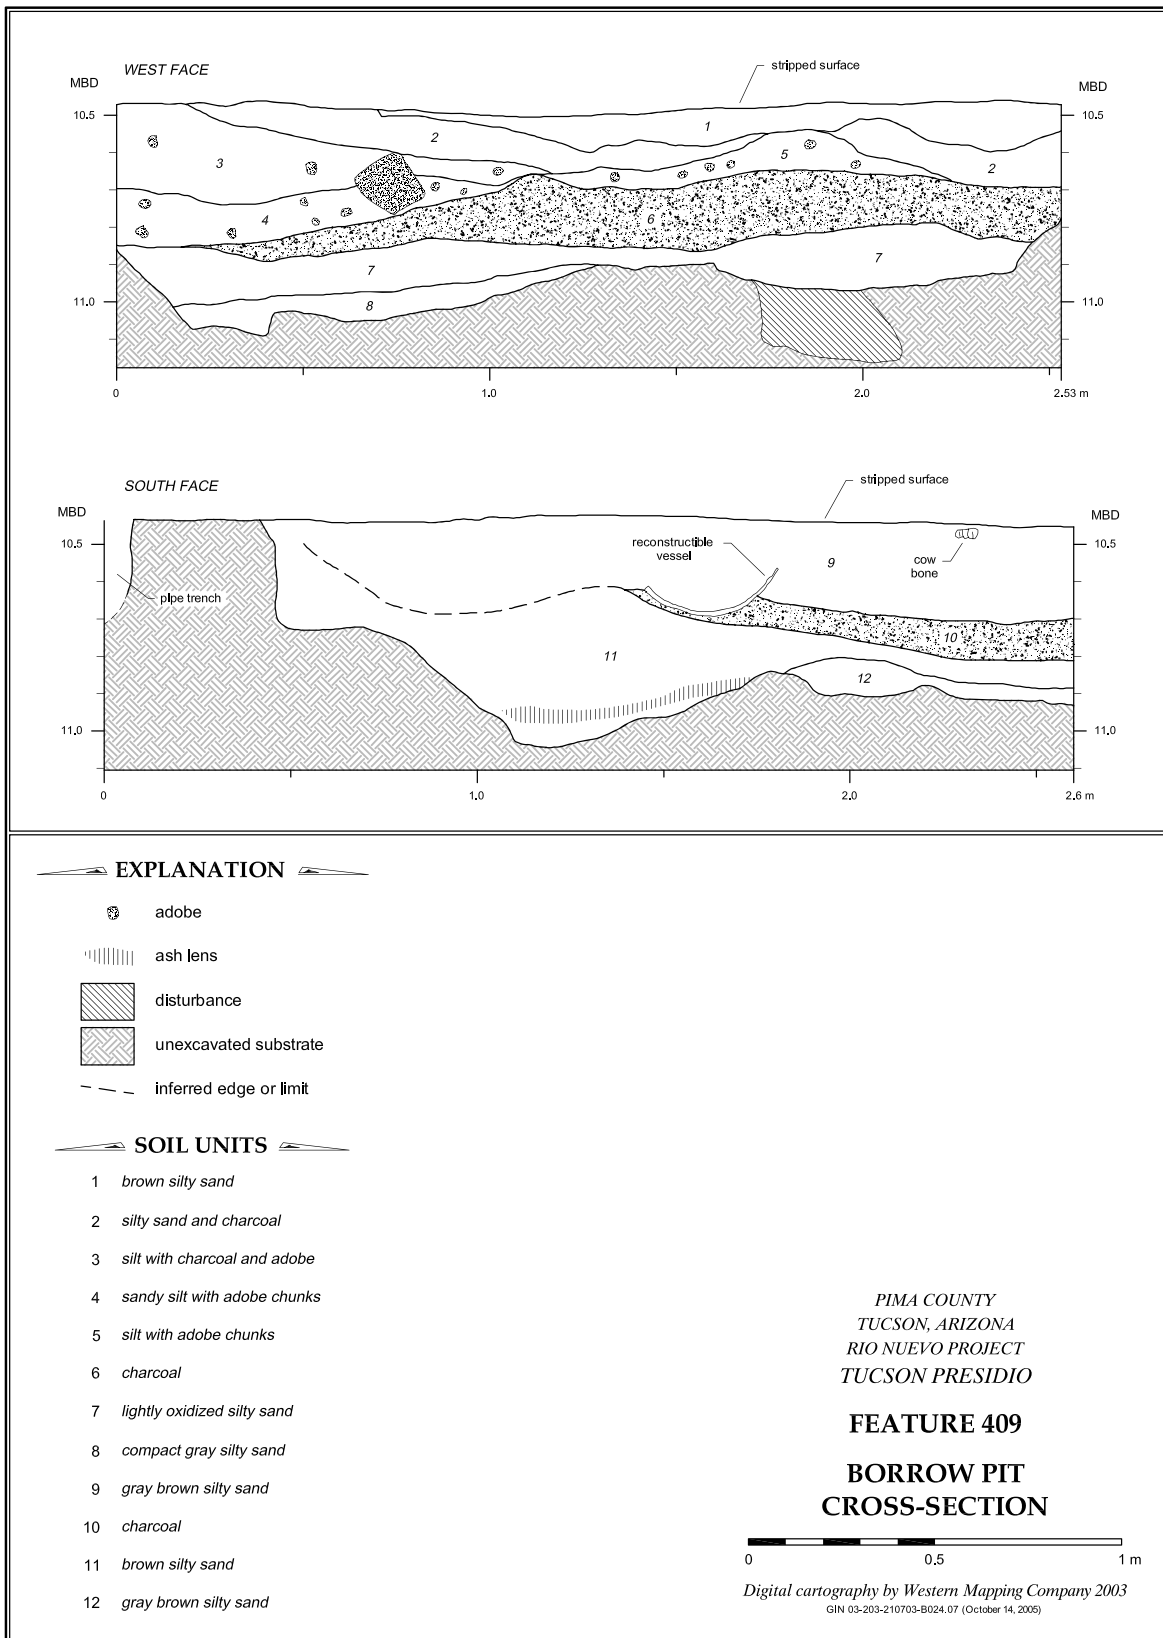 WEST FACE
stripped surface
MBD
MBD
10.5
10.5
1
2
3
5
2
4
6
7
7
8
11.0
11.0
0
1.0
2.0
2.53 m
SOUTH FACE
stripped surface
MBD
MBD
10.5
10.5
reconstructible
vessel
9
cow
bone
pipe trench
10
11
12
11.0
11.0
0
1.0
2.0
2.6 m
EXPLANATION
adobe
ash lens
disturbance
unexcavated substrate
inferred edge or limit
SOIL UNITS
1 brown silty sand
2 silty sand and charcoal
3 silt with charcoal and adobe
4 sandy silt with adobe chunks
5 silt with adobe chunks
6 charcoal
7 lightly oxidized silty sand
8 compact gray silty sand
9 gray brown silty sand
10 charcoal
11 brown silty sand
12 gray brown silty sand
PIMA COUNTY
TUCSON, ARIZONA
RIO NUEVO PROJECT
TUCSON PRESIDIO
FEATURE 409
BORROW PIT
CROSS-SECTION
0 0.5 1 m
Digital cartography by Western Mapping Company 2003
GIN 03-203-210703-B024.07 (October 14, 2005)